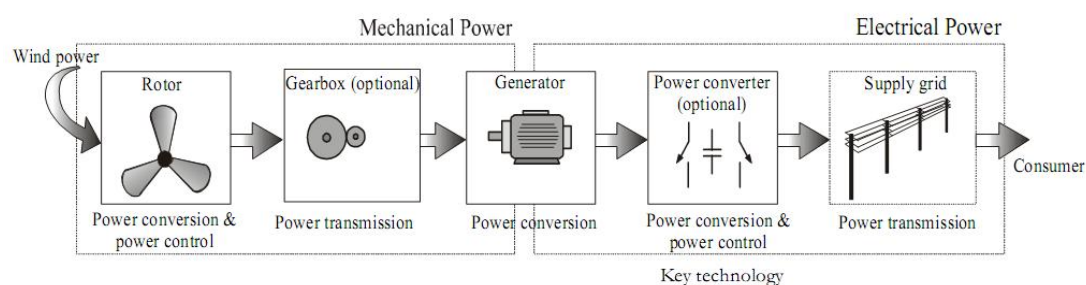 Mechanical Power
Electrical Power
Wind power
Rotor
Gearbox (optional)
Generator
Power converter
(optional)
Supply grid
Consumer
Power conversion &
power control
Power transmission
Power conversion
Power conversion &
power control
Power transmission
Key technology